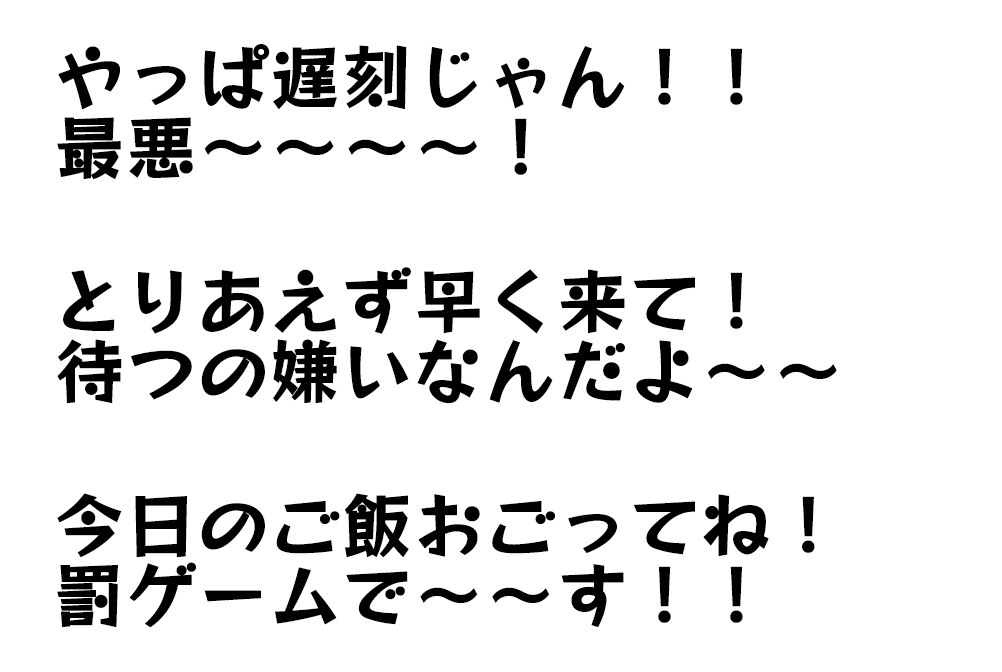 やっぱ遅刻じゃん！！
最悪〜〜〜〜！
とりあえず早く来て！
待つの嫌いなんだよ〜〜
今日のご飯おごってね！
罰ゲームで〜〜す！！